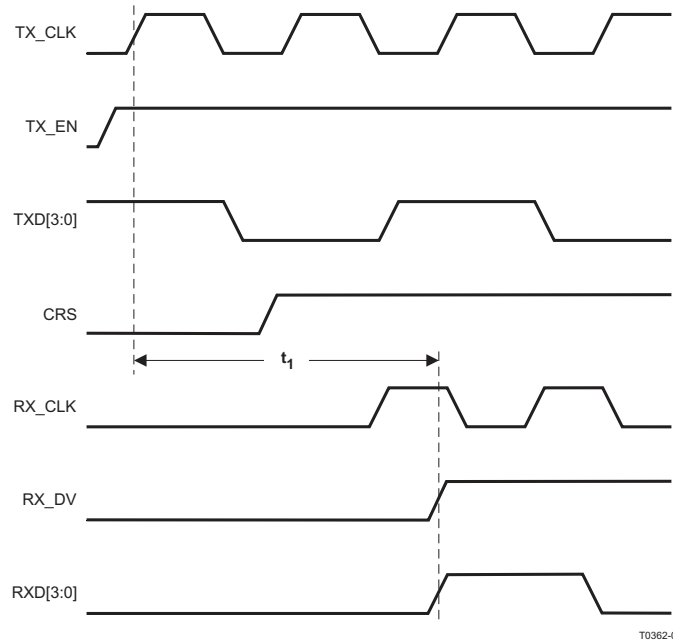 TX_CLK
TX_EN
TXD[3:0]
CRS
t1
RX_CLK
RX_DV
RXD[3:0]